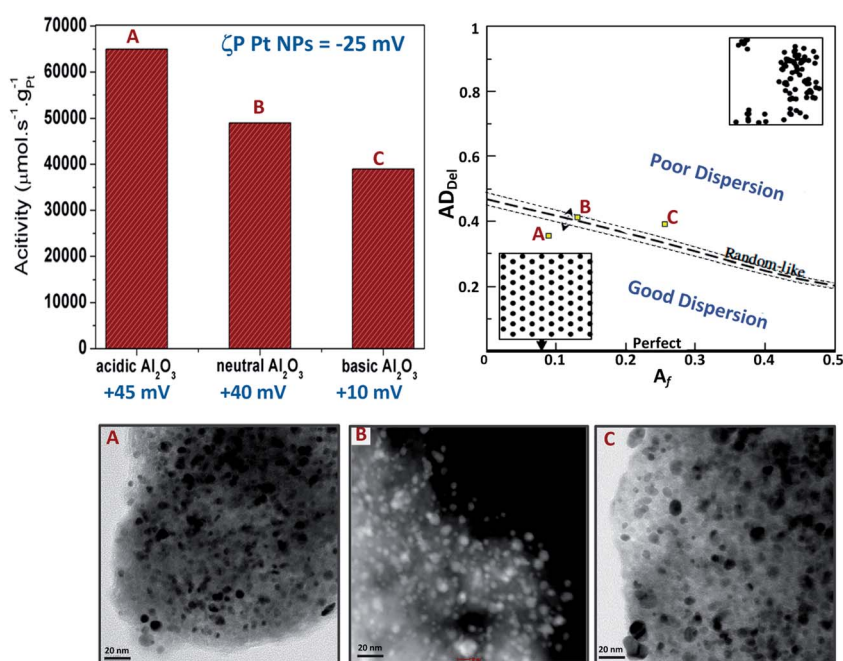 70000
60000
50000
40000
30000
20000
10000
0
Acitivity (μmol.s⁻¹.g⁻¹Pt)
ζP Pt NPs = -25 mV
A
B
C
acidic Al₂O₃ neutral Al₂O₃ basic Al₂O₃
+45 mV +40 mV +10 mV
1
0.8
0.6
0.4
0.2
AD_Del
Poor Dispersion
A
B
C
Random-like
Good Dispersion
Perfect
0 0.1 0.2 0.3 0.4 0.5
A_f
A
20 nm
B
20 nm
C
20 nm